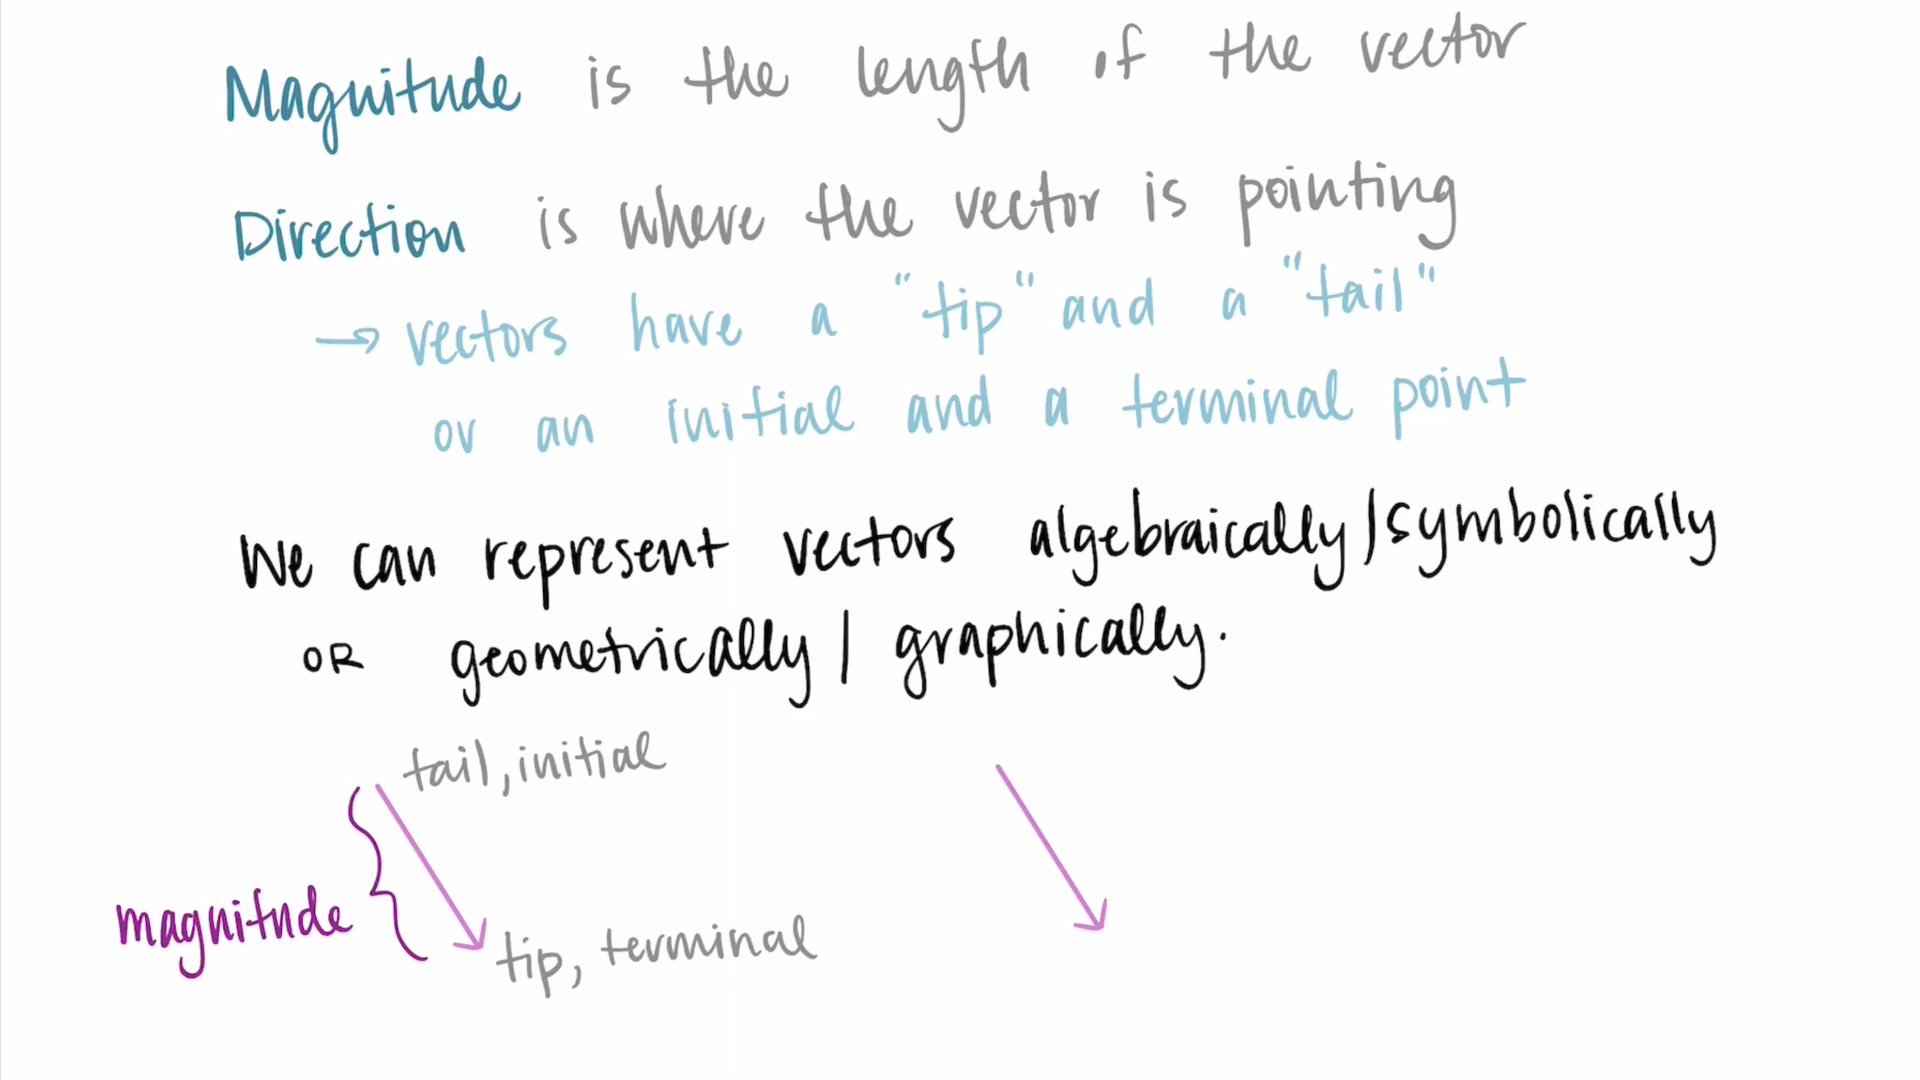 Magnitude is the length of the vector
Direction is where the vector is pointing
→ vectors have a "tip" and a "tail"
or an initial and a terminal point
We can represent vectors algebraically/symbolically
OR geometrically/graphically.
tail, initial
magnitude
tip, terminal